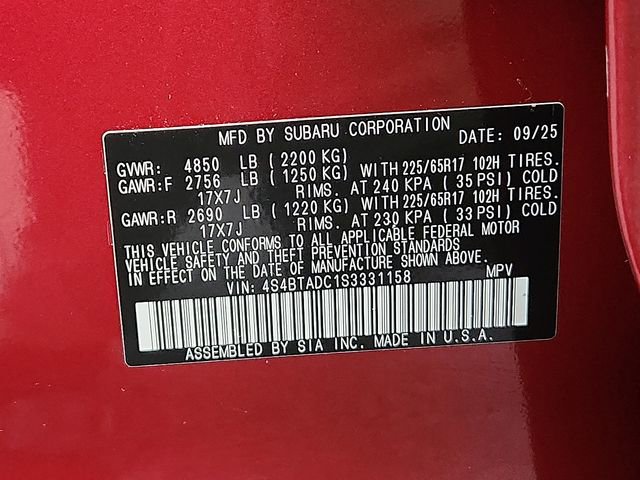 MFD BY SUBARU CORPORATION DATE: 09/25
GVWR: 4850 LB (2200 KG)
GAWR:F 2756 LB (1250 KG) WITH 225/65R17 102H TIRES.
17X7J RIMS. AT 240 KPA (35 PSI) COLD
GAWR:R 2690 LB (1220 KG) WITH 225/65R17 102H TIRES.
17X7J RIMS. AT 230 KPA (33 PSI) COLD
THIS VEHICLE CONFORMS TO ALL APPLICABLE FEDERAL MOTOR
VEHICLE SAFETY AND THEFT PREVENTION STANDARDS
IN EFFECT ON THE DATE OF MANUFACTURE SHOWN ABOVE.
VIN: 4S4BTADC1S3331158 MPV
ASSEMBLED BY SIA INC. MADE IN U.S.A.